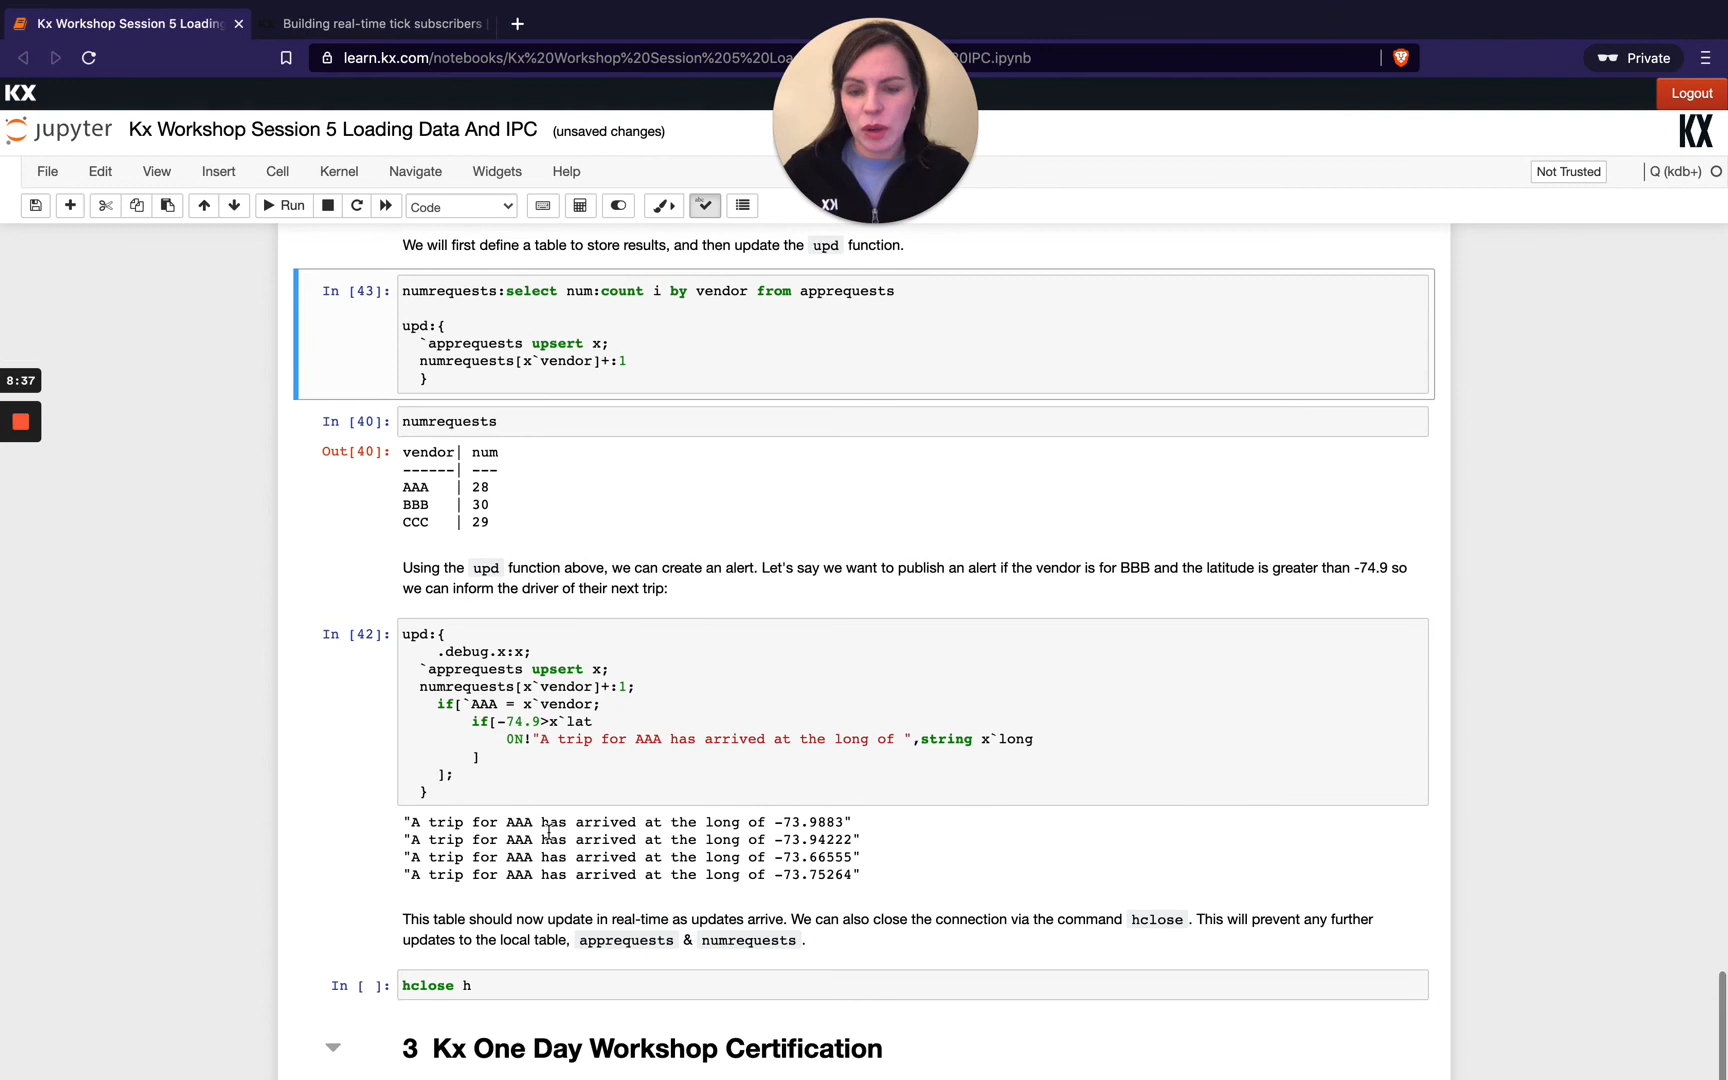 Kx Workshop Session 5 Loading
Building real-time tick subscribers
learn.kx.com/notebooks/Kx%20Workshop%20Session%205%20Loa
0IPC.ipynb
Private
KX
Logout
jupyter
Kx Workshop Session 5 Loading Data And IPC
(unsaved changes)
KX
File
Edit
View
Insert
Cell
Kernel
Navigate
Widgets
Help
Not Trusted
Q (kdb+)
Run
Code
KX
We will first define a table to store results, and then update the upd function.
In [43]:
numrequests:select num:count i by vendor from apprequests
upd:{
`apprequests upsert x;
numrequests[x`vendor]+:1
}
8:37
In [40]:
numrequests
Out[40]:
vendor| num
------| ---
AAA | 28
BBB | 30
CCC | 29
Using the upd function above, we can create an alert. Let's say we want to publish an alert if the vendor is for BBB and the latitude is greater than -74.9 so
we can inform the driver of their next trip:
In [42]:
upd:{
.debug.x:x;
`apprequests upsert x;
numrequests[x`vendor]+:1;
if[`AAA = x`vendor;
if[-74.9>x`lat
0N!"A trip for AAA has arrived at the long of ",string x`long
]
];
}
"A trip for AAA has arrived at the long of -73.9883"
"A trip for AAA has arrived at the long of -73.94222"
"A trip for AAA has arrived at the long of -73.66555"
"A trip for AAA has arrived at the long of -73.75264"
This table should now update in real-time as updates arrive. We can also close the connection via the command hclose . This will prevent any further
updates to the local table, apprequests & numrequests .
In [ ]:
hclose h
3 Kx One Day Workshop Certification